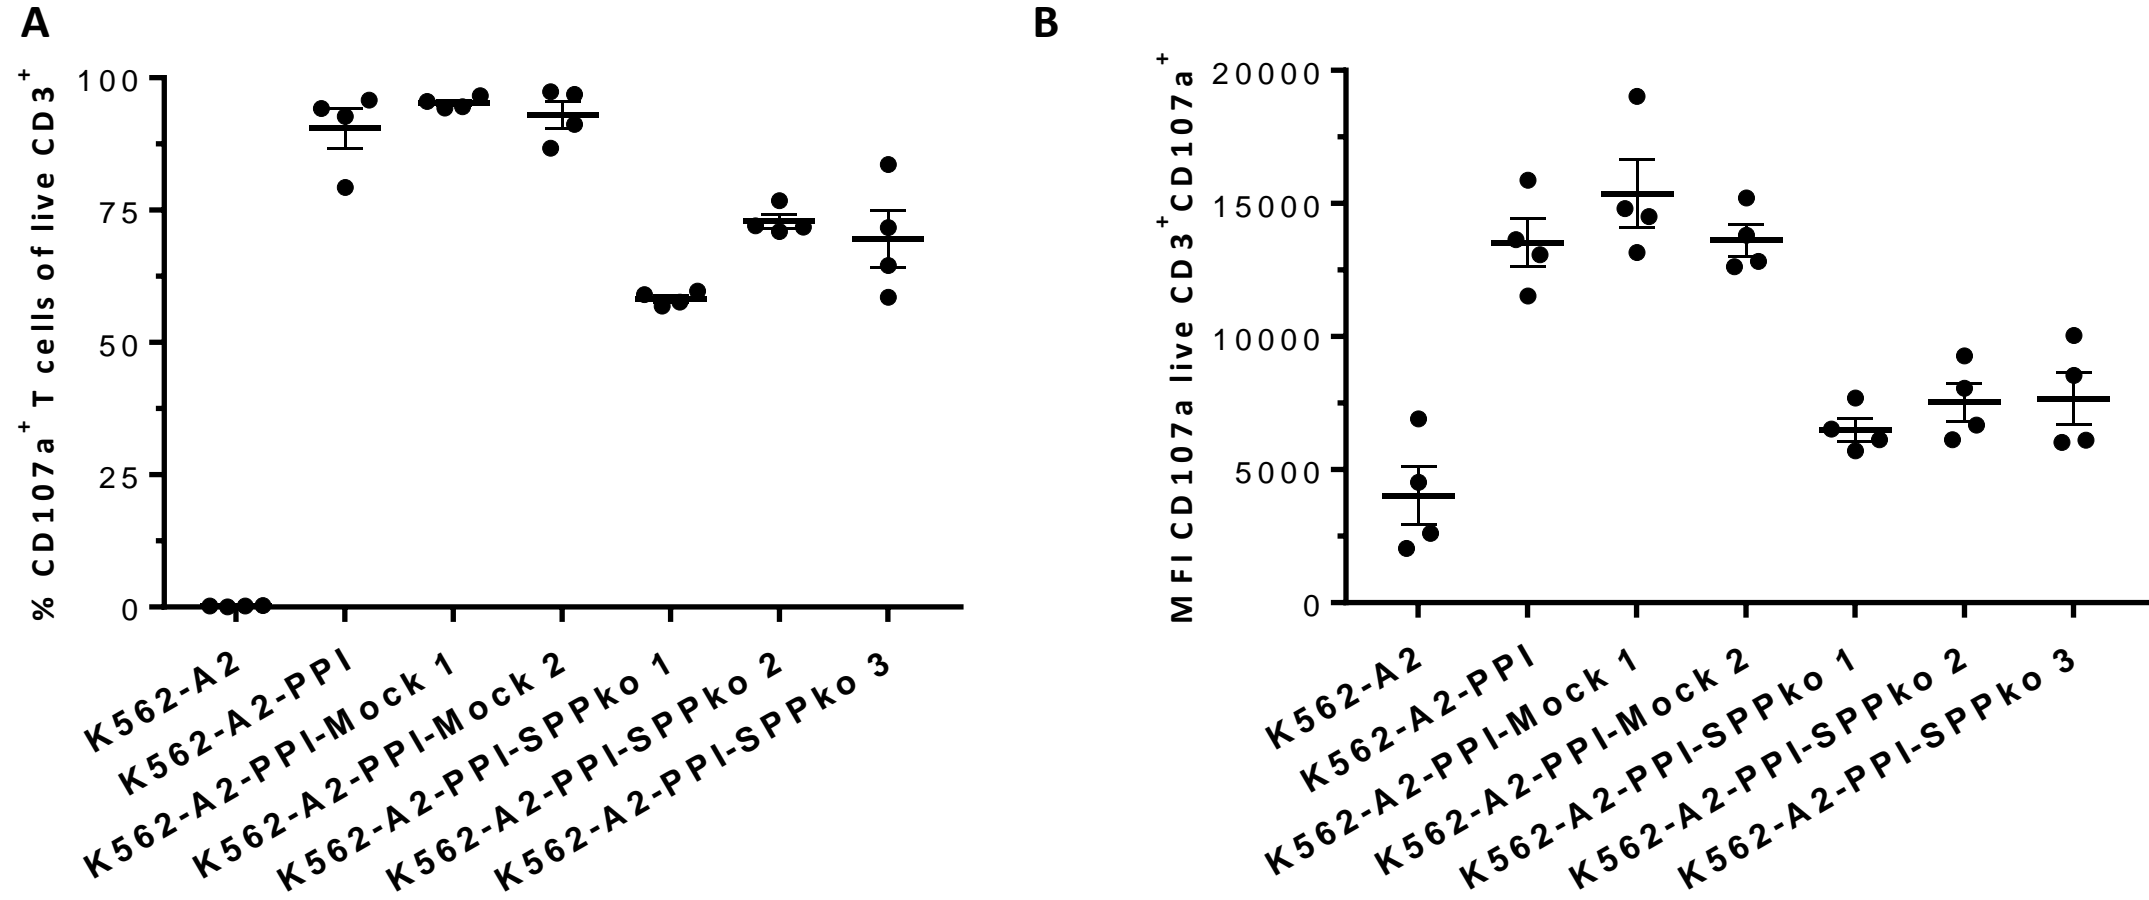 A
% CD107a+ T cells of live CD3+
100
75
50
25
0
K562-A2
K562-A2-PPI
K562-A2-PPI-Mock 1
K562-A2-PPI-Mock 2
K562-A2-PPI-SPPko 1
K562-A2-PPI-SPPko 2
K562-A2-PPI-SPPko 3
B
MFI CD107a live CD3+ CD107a+
20000
15000
10000
5000
0
K562-A2
K562-A2-PPI
K562-A2-PPI-Mock 1
K562-A2-PPI-Mock 2
K562-A2-PPI-SPPko 1
K562-A2-PPI-SPPko 2
K562-A2-PPI-SPPko 3